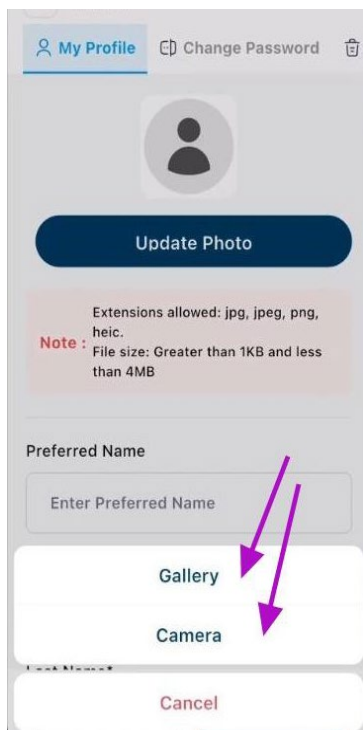 My Profile Change Password
Update Photo
Extensions allowed: jpg, jpeg, png,
heic.
Note :
File size: Greater than 1KB and less
than 4MB
Preferred Name
Enter Preferred Name
Gallery
Camera
Cancel